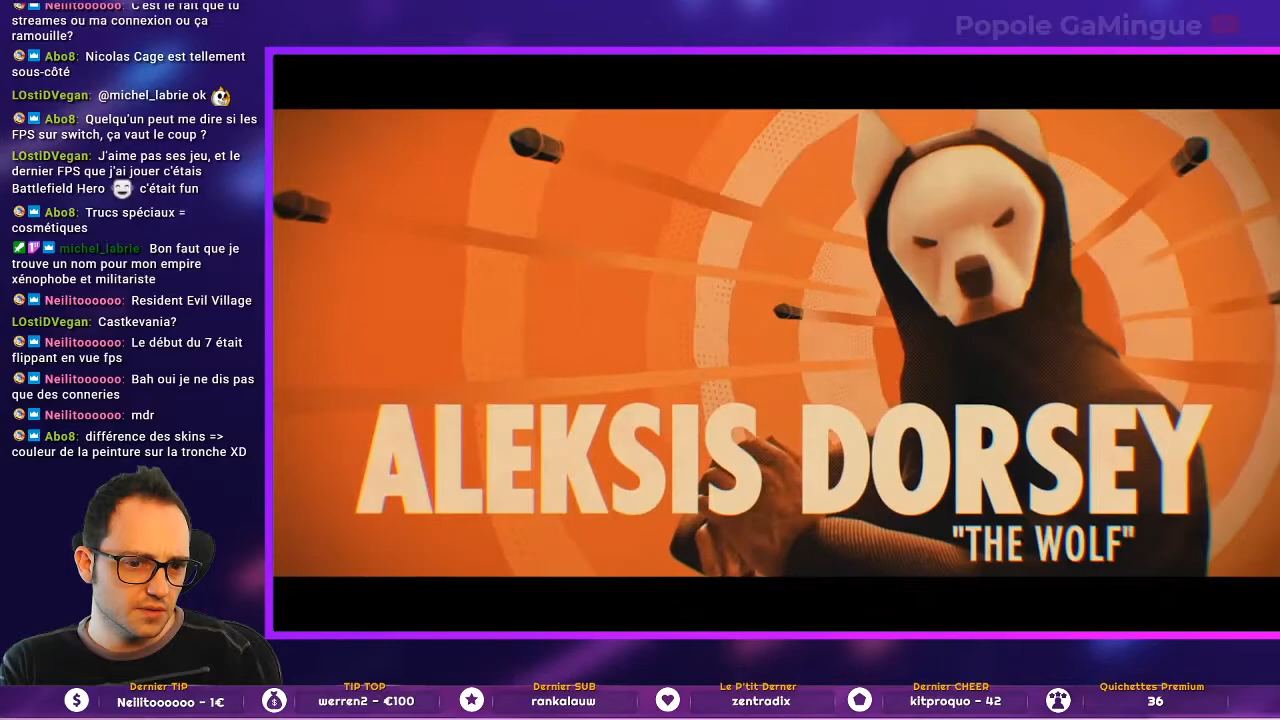 Neilitoooooo: C'est le fait que tu
streames ou ma connexion ou ça
ramouille?
Abo8: Nicolas Cage est tellement
sous-côté
LOstiDVegan: @michel_labrie ok
Abo8: Quelqu'un peut me dire si les
FPS sur switch, ça vaut le coup ?
LOstiDVegan: J'aime pas ses jeu, et le
dernier FPS que j'ai jouer c'étais
Battlefield Hero c'était fun
Abo8: Trucs spéciaux =
cosmétiques
michel_labrie: Bon faut que je
trouve un nom pour mon empire
xénophobe et militariste
Neilitoooooo: Resident Evil Village
LOstiDVegan: Castkevania?
Neilitoooooo: Le début du 7 était
flippant en vue fps
Neilitoooooo: Bah oui je ne dis pas
que des conneries
Neilitoooooo: mdr
Abo8: différence des skins =>
couleur de la peinture sur la tronche XD
Popole GaMingue
ALEKSIS DORSEY
"THE WOLF"
Dernier TIP
Neilitoooooo - 1€
TIP TOP
werren2 - €100
Dernier SUB
rankalauw
Le P'tit Derner
zentradix
Dernier CHEER
kitproquo - 42
Quichettes Premium
36